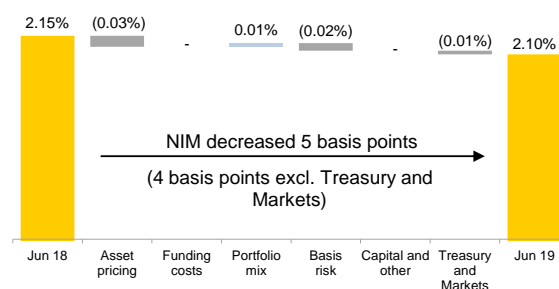 2.15%
(0.03%)
-
0.01%
(0.02%)
-
(0.01%)
2.10%
NIM decreased 5 basis points
(4 basis points excl. Treasury and
Markets)
Jun 18
Asset
pricing
Funding
costs
Portfolio
mix
Basis
risk
Capital and
other
Treasury
and
Markets
Jun 19